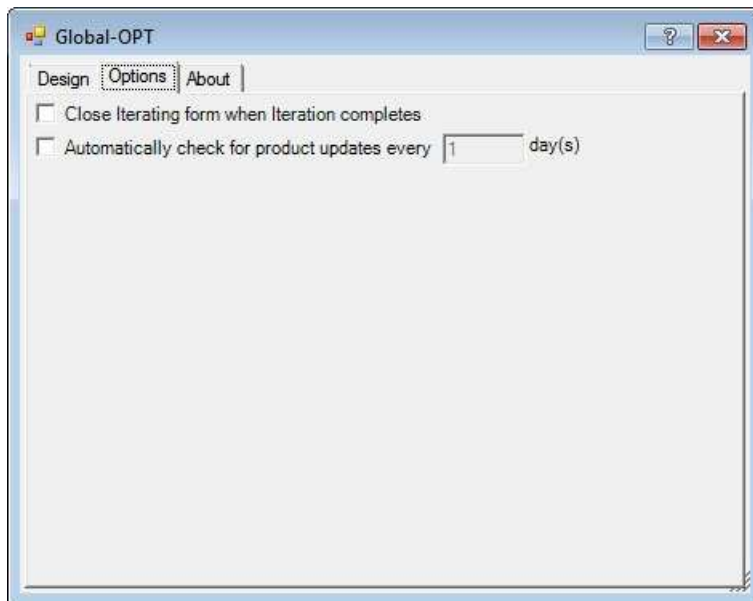 Global-OPT
Design Options About
Close Iterating form when Iteration completes
Automatically check for product updates every 1 day(s)